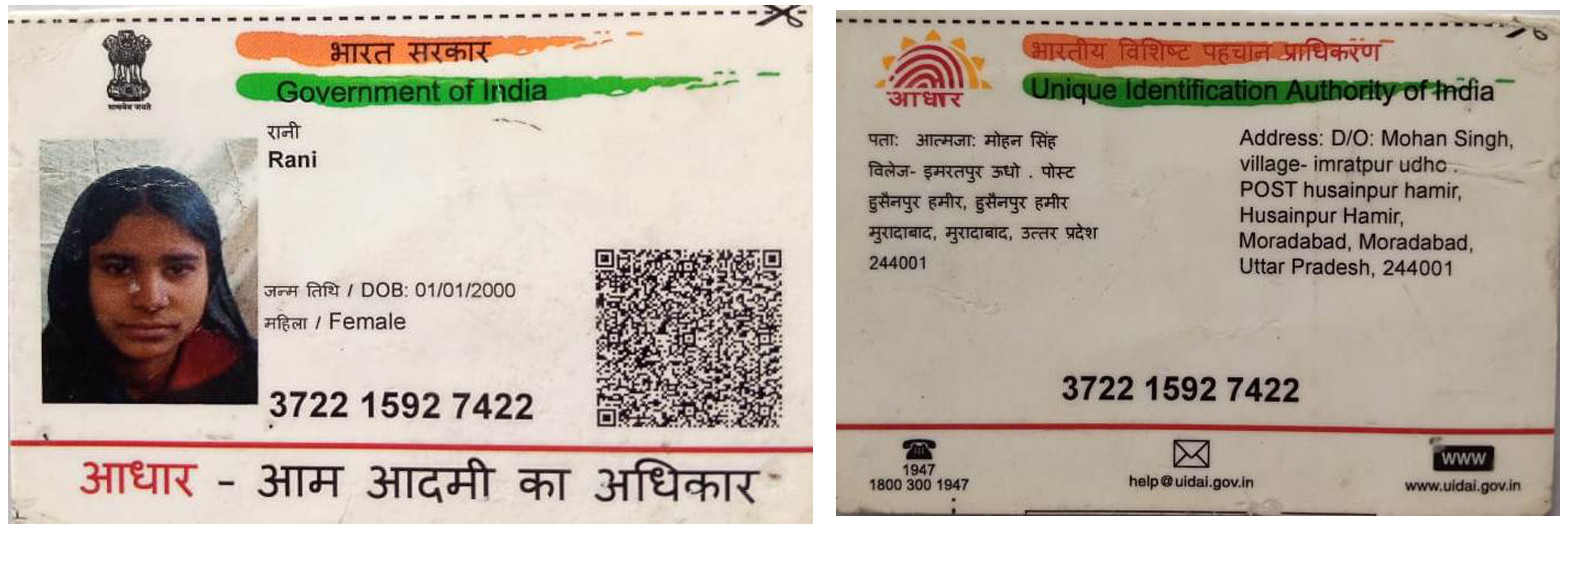 भारत सरकार
Government of India
रानी
Rani
जन्म तिथि / DOB: 01/01/2000
महिला / Female
3722 1592 7422
आधार - आम आदमी का अधिकार
आधार
भारतीय विशिष्ट पहचान प्राधिकरण
Unique Identification Authority of India
पता: आत्मजा: मोहन सिंह
विलेज- इमरतपुर ऊधो . पोस्ट
हुसैनपुर हमीर, हुसैनपुर हमीर
मुरादाबाद, मुरादाबाद, उत्तर प्रदेश
244001
Address: D/O: Mohan Singh,
village- imratpur udho .
POST husainpur hamir,
Husainpur Hamir,
Moradabad, Moradabad,
Uttar Pradesh, 244001
3722 1592 7422
1947
1800 300 1947
help@uidai.gov.in
WWW
www.uidai.gov.in